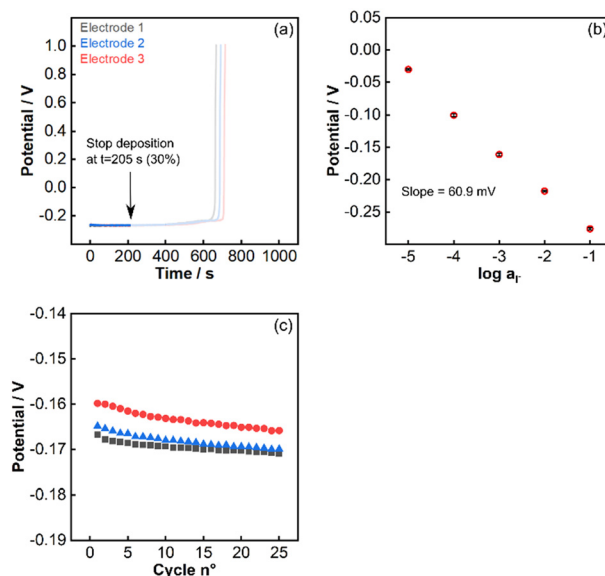 Electrode 1
Electrode 2
Electrode 3
(a)
Stop deposition
at t=205 s (30%)
Potential / V
1.0
0.8
0.6
0.4
0.2
0.0
-0.2
0 200 400 600 800 1000
Time / s
(b)
Potential / V
0.00
-0.05
-0.10
-0.15
-0.20
-0.25
Slope = 60.9 mV
-5 -4 -3 -2 -1
log a I-
(c)
Potential / V
-0.14
-0.15
-0.16
-0.17
-0.18
-0.19
0 5 10 15 20 25
Cycle n°